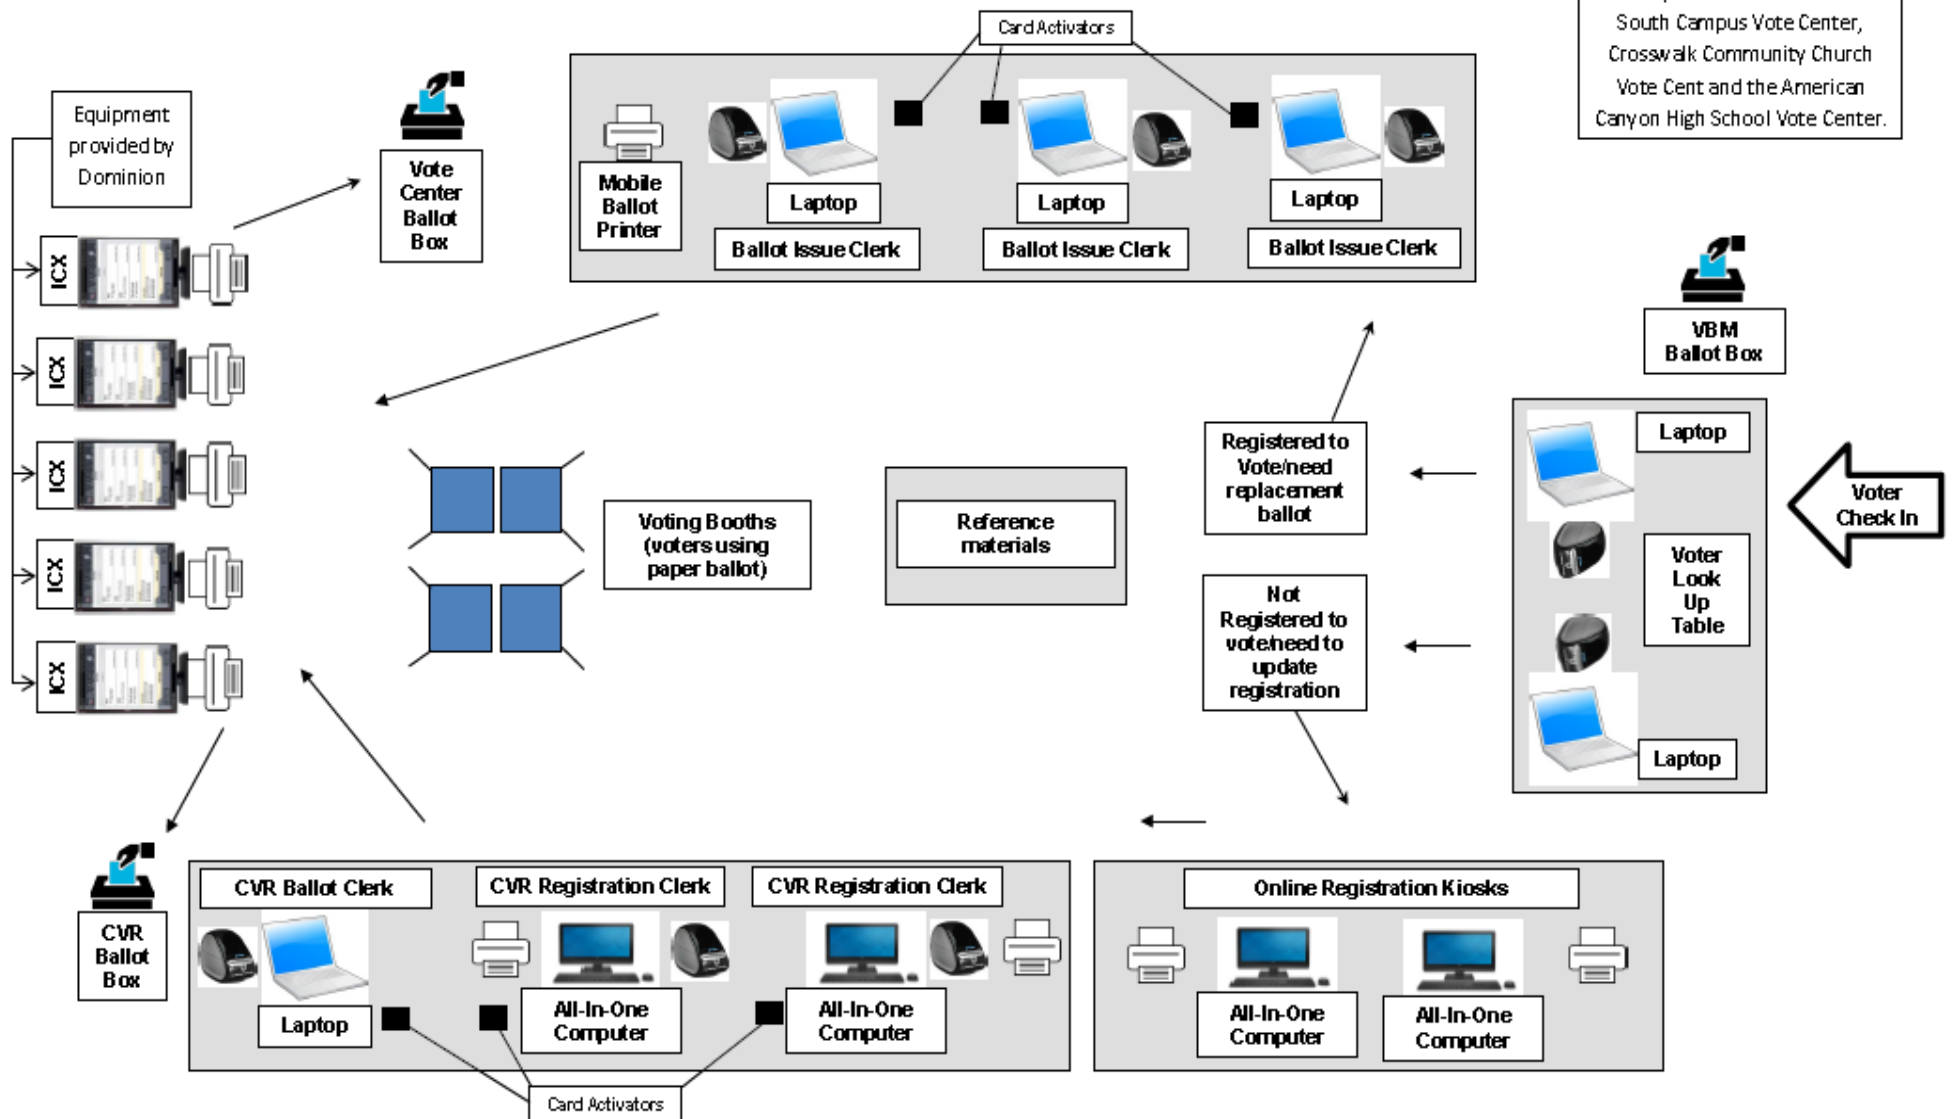 Card Activators
South Campus Vote Center,
Crosswalk Community Church
Vote Cent and the American
Canyon High School Vote Center.
Equipment
provided by
Dominion
Vote
Center
Ballot
Box
Mobile
Ballot
Printer
Laptop
Ballot Issue Clerk
Laptop
Ballot Issue Clerk
Laptop
Ballot Issue Clerk
ICX
ICX
ICX
ICX
ICX
VBM
Ballot Box
Laptop
Voter
Look
Up
Table
Laptop
Voter
Check In
Registered to
Vote/need
replacement
ballot
Not
Registered to
vote/need to
update
registration
Reference
materials
Voting Booths
(voters using
paper ballot)
CVR
Ballot
Box
CVR Ballot Clerk
Laptop
CVR Registration Clerk
All-In-One
Computer
CVR Registration Clerk
All-In-One
Computer
Online Registration Kiosks
All-In-One
Computer
All-In-One
Computer
Card Activators